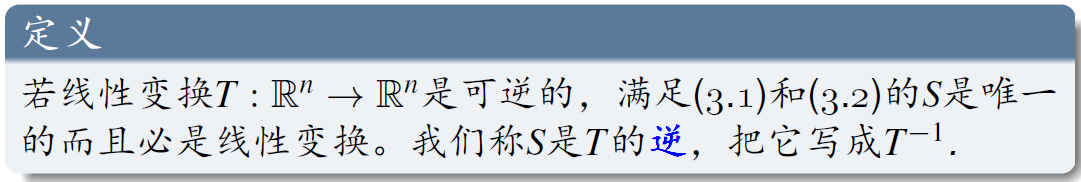 定义
若线性变换T : ℝⁿ → ℝⁿ是可逆的，满足(3.1)和(3.2)的S是唯一
的而且必是线性变换。我们称S是T的逆，把它写成T⁻¹.